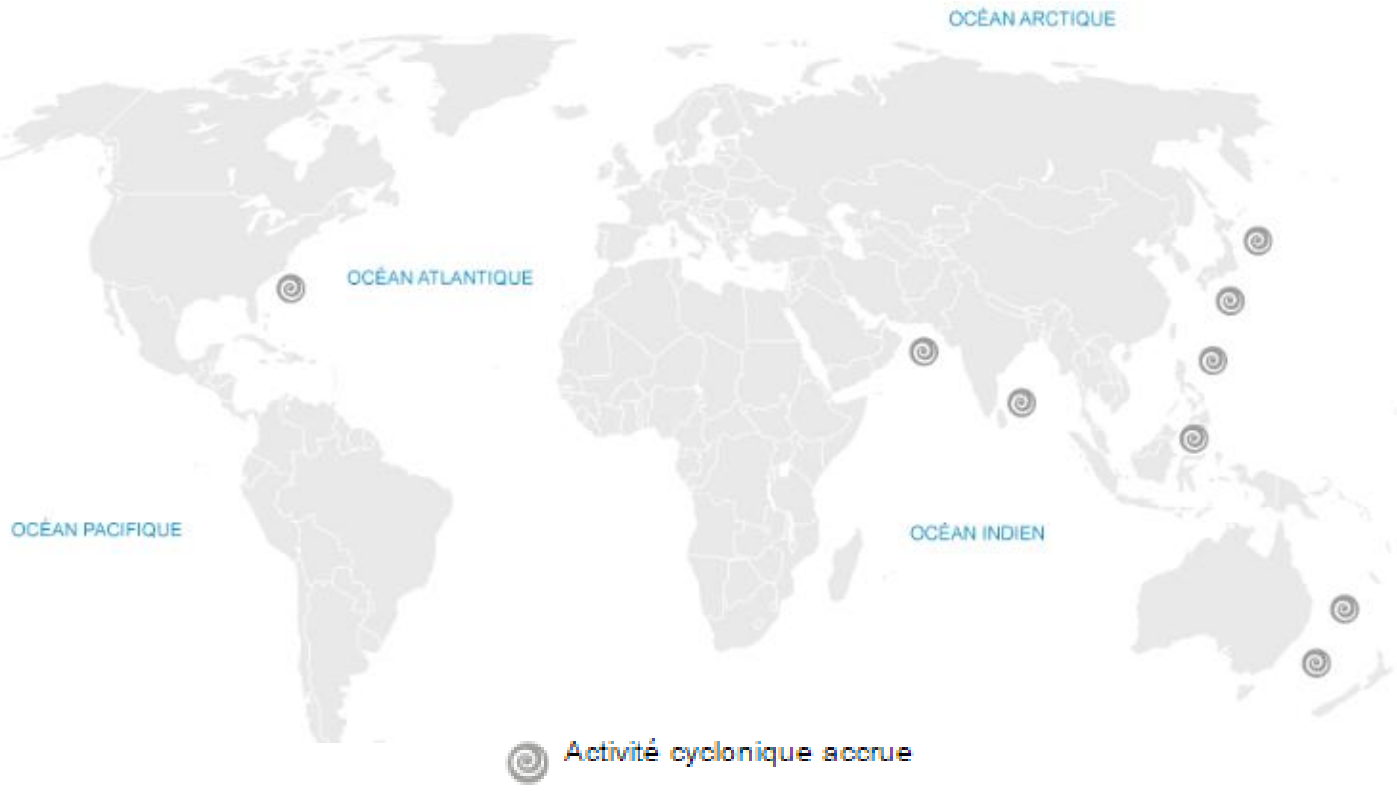 OCÉAN ARCTIQUE
OCÉAN ATLANTIQUE
OCÉAN PACIFIQUE
OCÉAN INDIEN
Activité cyclonique accrue